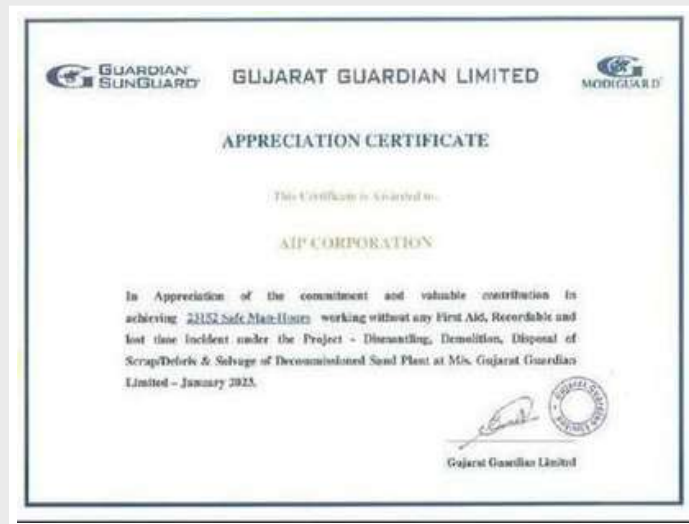 GUARDIAN
SUNGUARD
GUJARAT GUARDIAN LIMITED
MODIGUARD
APPRECIATION CERTIFICATE
This Certificate is Awarded to..
AIP CORPORATION
In Appreciation of the commitment and valuable contribution in
achieving 23152 Safe Man-Hours working without any First Aid, Recordable and
lost time incident under the Project - Dismantling, Demolition, Disposal of
Scrap/Debris & Salvage of Decommissioned Sand Plant at M/s. Gujarat Guardian
Limited – January 2023.
Gujarat Guardian Limited
Gujarat Guardian Limited